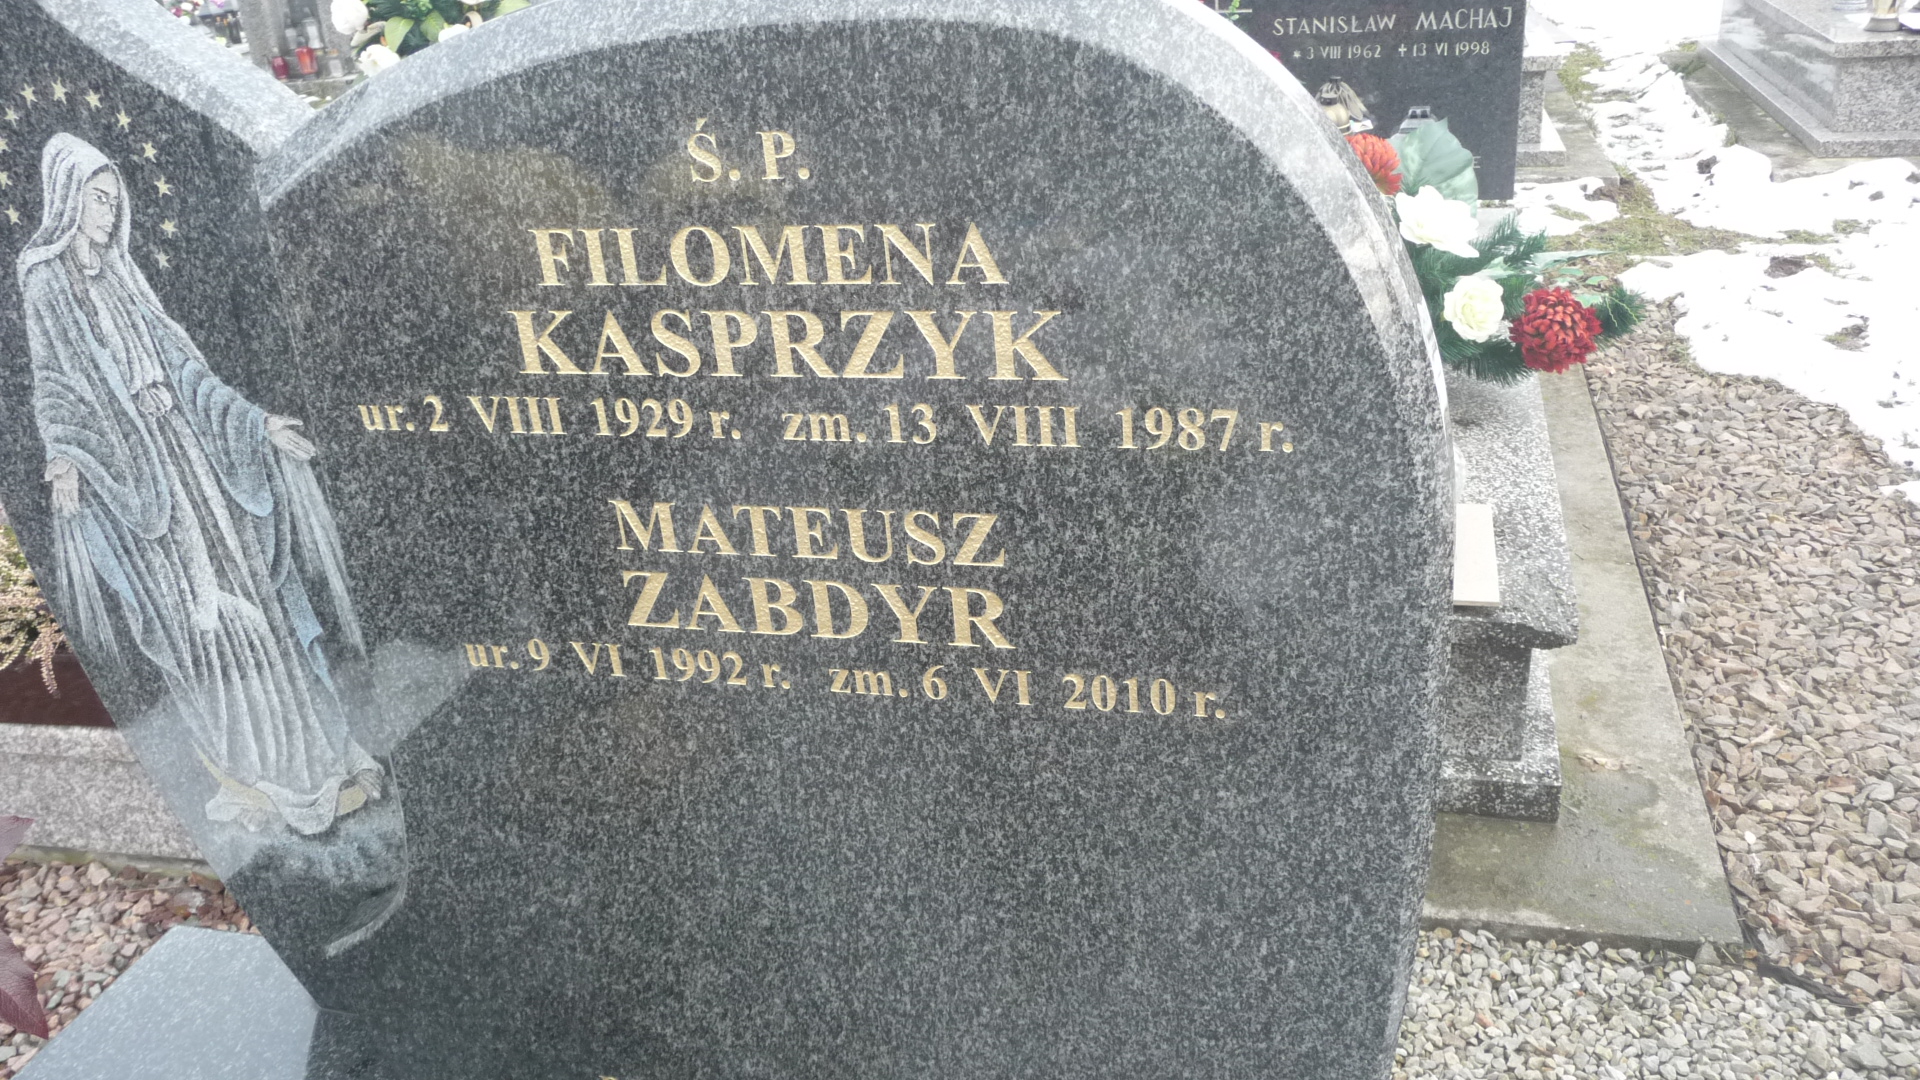 STANISŁAW MACHAJ
* 3 VIII 1962 + 13 VI 1998
Ś. P.
FILOMENA
KASPRZYK
ur. 2 VIII 1929 r. zm. 13 VIII 1987 r.
MATEUSZ
ZABDYR
ur. 9 VI 1992 r. zm. 6 VI 2010 r.